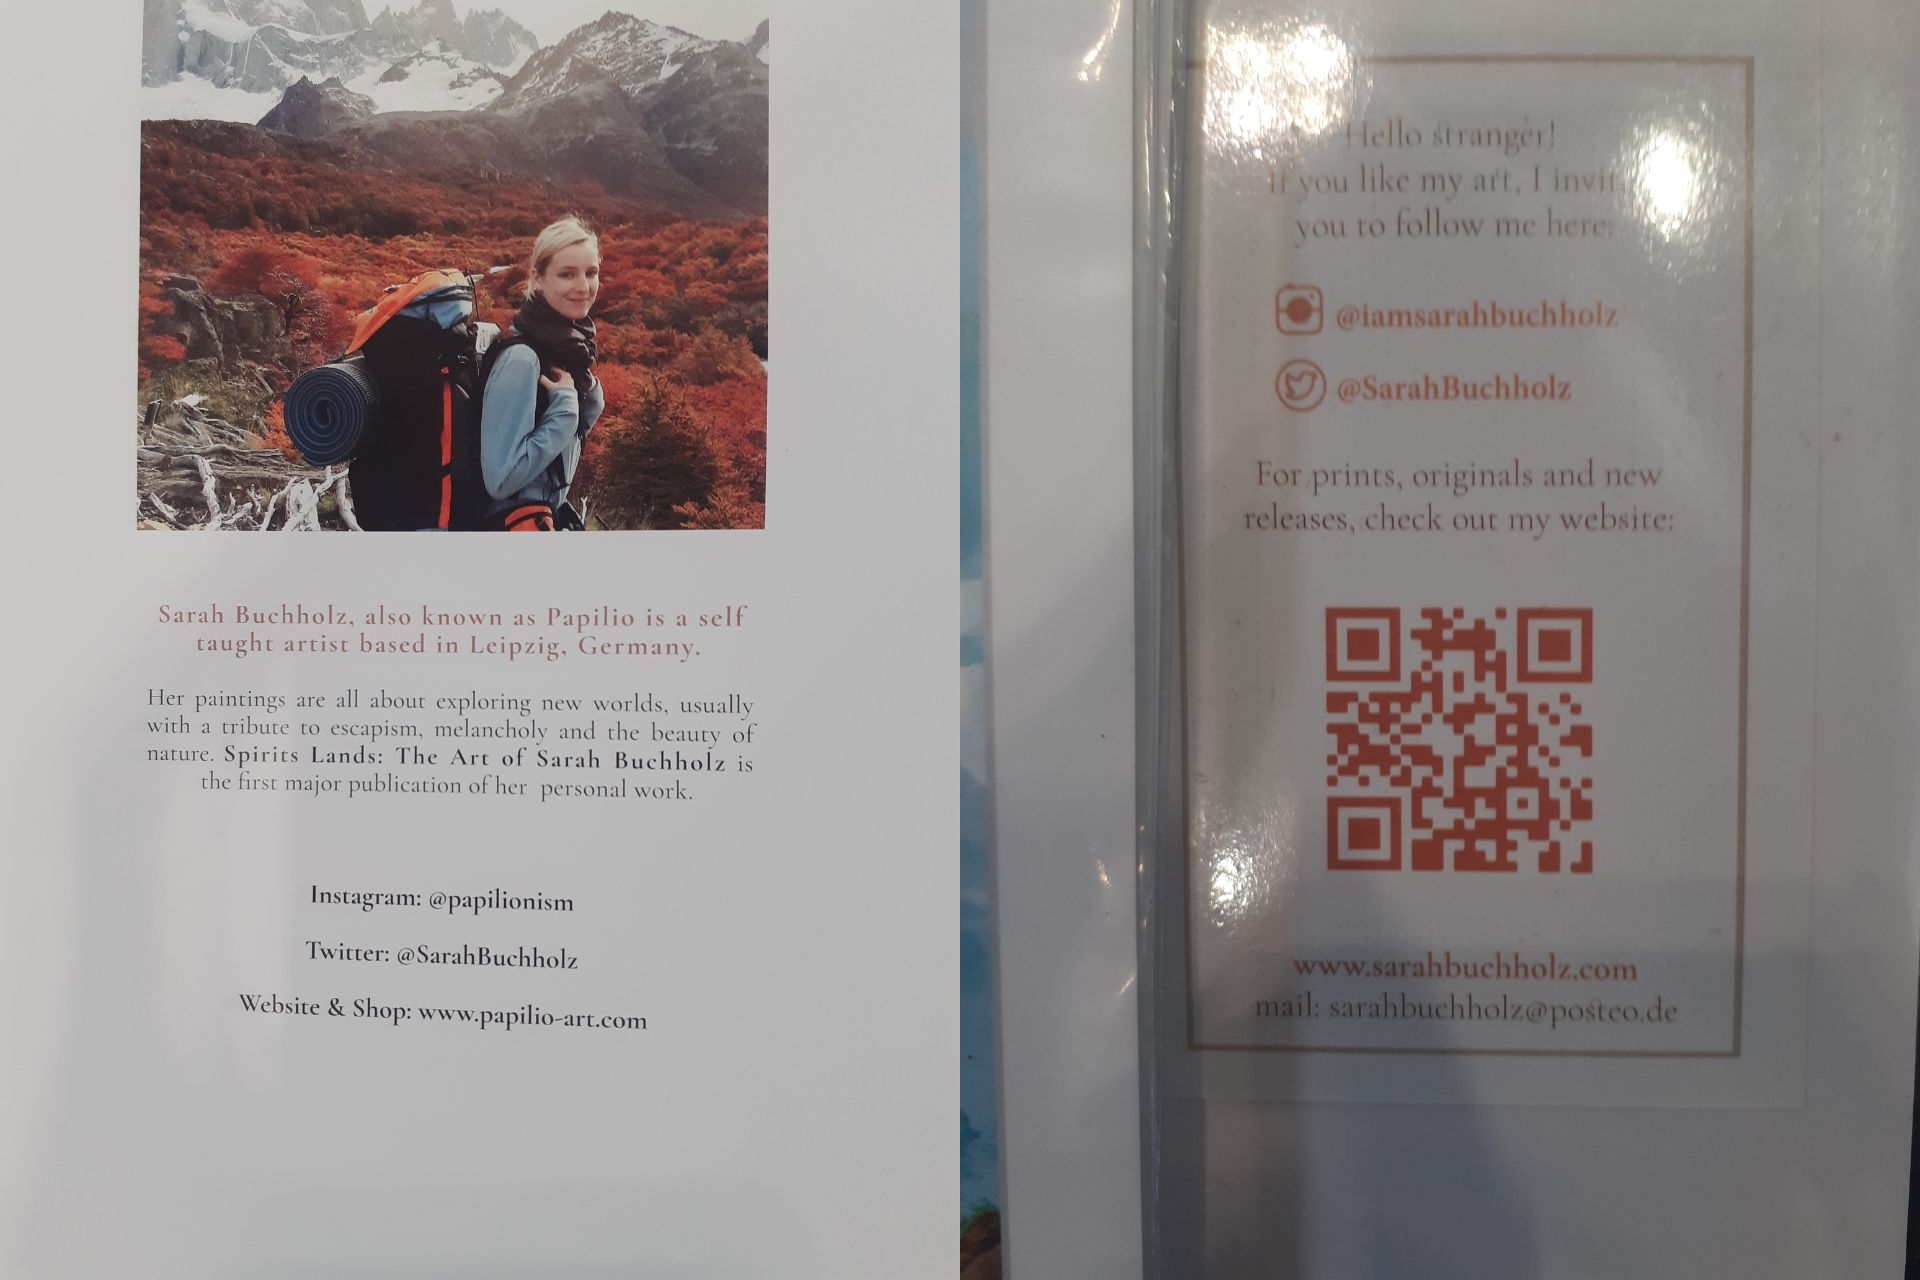 Sarah Buchholz, also known as Papilio is a self
taught artist based in Leipzig, Germany.
Her paintings are all about exploring new worlds, usually
with a tribute to escapism, melancholy and the beauty of
nature. Spirits Lands: The Art of Sarah Buchholz is
the first major publication of her personal work.
Instagram: @papilionism
Twitter: @SarahBuchholz
Website & Shop: www.papilio-art.com
Hello stranger!
If you like my art, I invite
you to follow me here:
@iamsarahbuchholz
@SarahBuchholz
For prints, originals and new
releases, check out my website:
www.sarahbuchholz.com
mail: sarahbuchholz@posteo.de